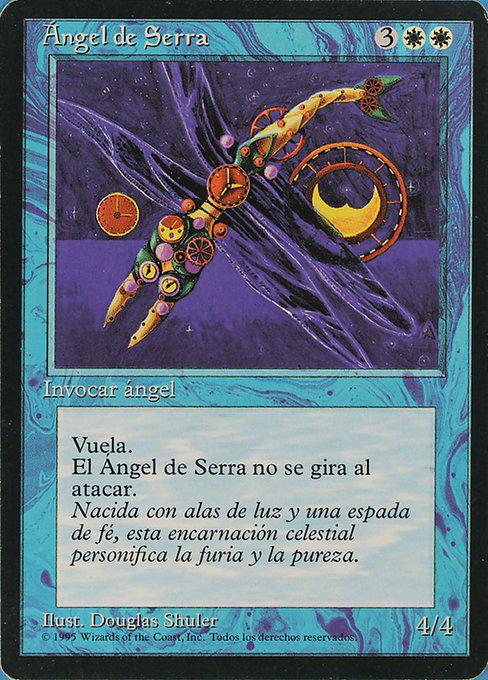 Ángel de Serra 3
Invocar ángel
Vuela.
El Ángel de Serra no se gira al
atacar.
Nacida con alas de luz y una espada
de fé, esta encarnación celestial
personifica la furia y la pureza.
Ilust. Douglas Shuler
4/4
© 1995 Wizards of the Coast, Inc. Todos los derechos reservados.